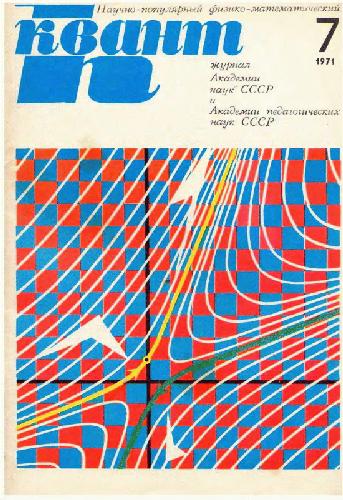 Научно-популярный физико-математический
квант
7
1971
журнал
Академии
наук СССР
и
Академии педагогических
наук СССР